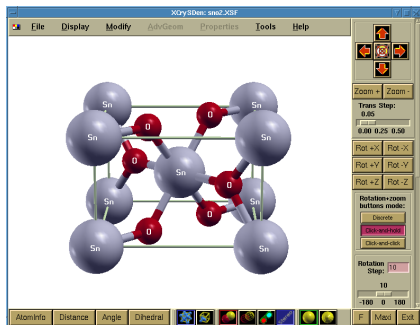 XCrySDen: sno2.XSF
File Display Modify AdvGeom Properties Tools Help
Zoom + Zoom -
Trans Step:
0.05
0.00 0.25 0.50
Rot +X Rot -X
Rot +Y Rot -Y
Rot +Z Rot -Z
Rotation+zoom
buttons mode:
Discrete
Click-and-hold
Click-and-click
Rotation
Step:
10
10
-180 0 180
Sn Sn
O O
Sn Sn
O Sn O
Sn Sn
O O
Sn Sn
AtomInfo Distance Angle Dihedral F Maxi Exit